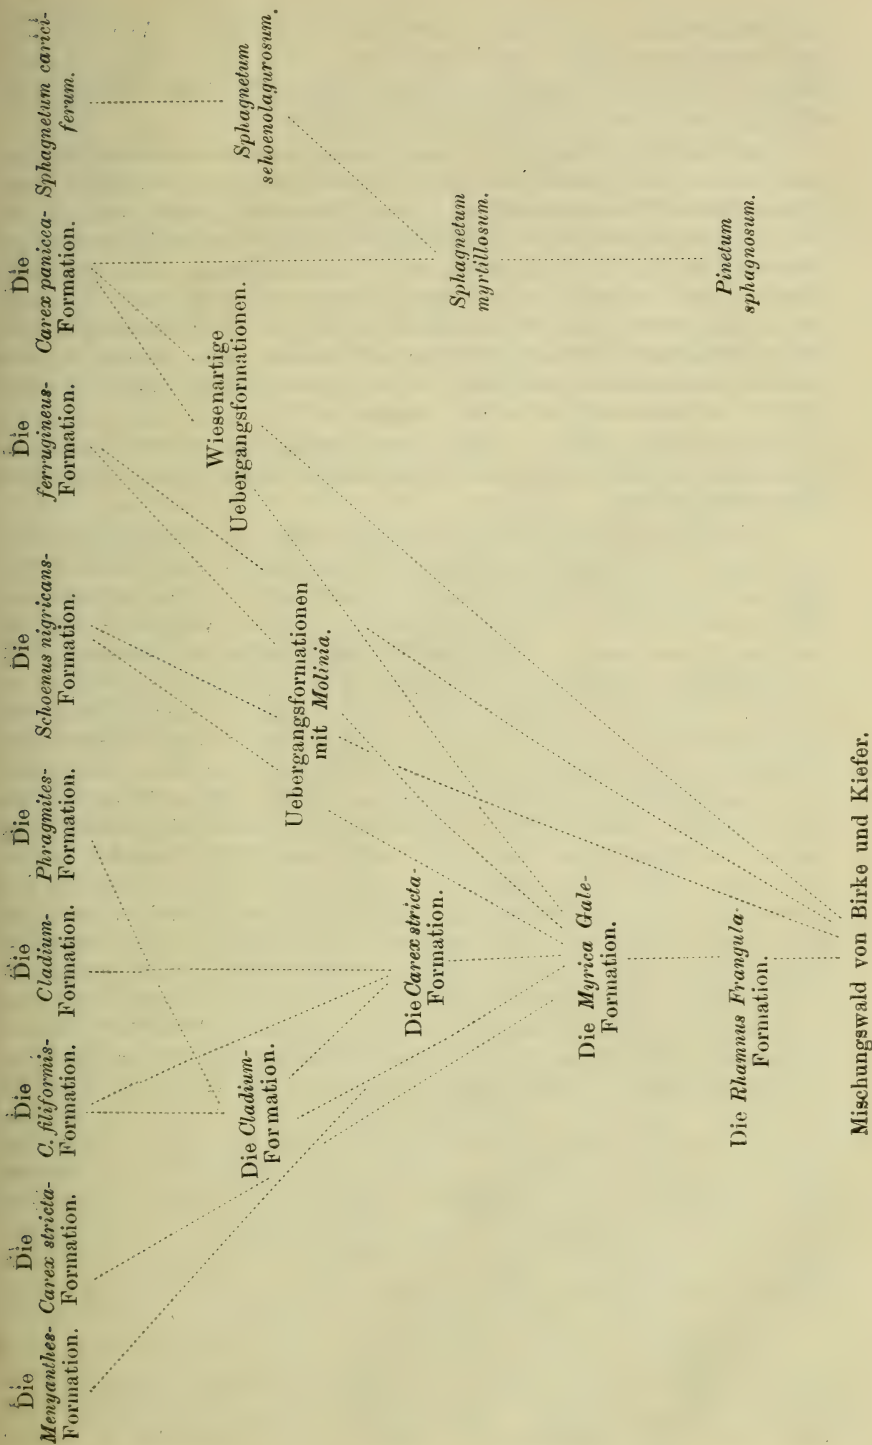 Die
Menyanthes-
Formation.
Die
Carex stricta-
Formation.
Die
C. filiformis-
Formation.
Die
Cladium-
Formation.
Die
Phragmites-
Formation.
Die
Schoenus nigricans-
Formation.
Die
ferrugineus-
Formation.
Die
Carex panicea-
Formation.
Sphagnetum carici-
ferum.
Die Cladium-
Formation.
Uebergangsformationen
mit Molinia.
Wiesenartige
Uebergangsformationen.
Sphagnetum
sehoenolagurosum.
Die Carex stricta-
Formation.
Sphagnetum
myrtillosum.
Die Myrica Gale-
Formation.
Die Rhamnus Frangula-
Formation.
Pinetum
sphagnosum.
Mischungswald von Birke und Kiefer.